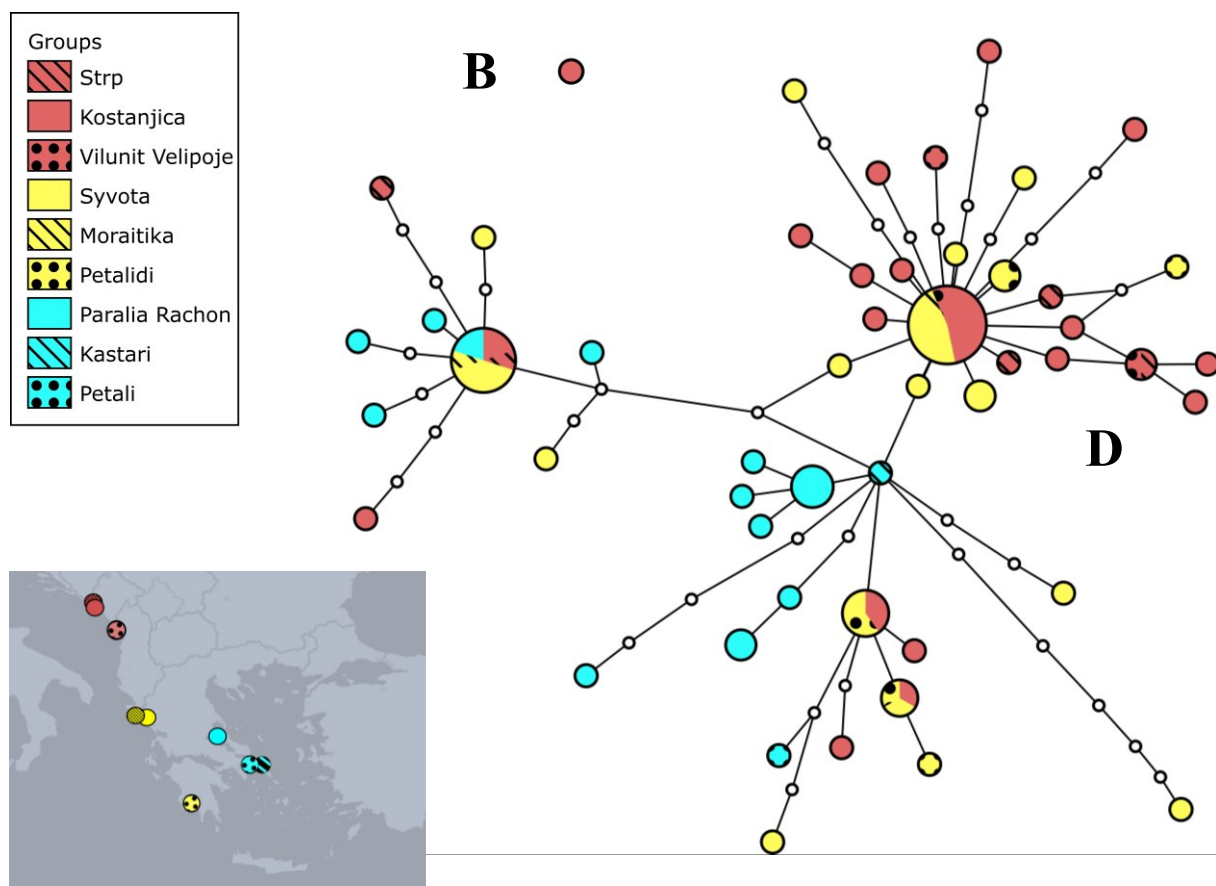 Groups
Strp
Kostanjica
Vilunit Velipoje
Syvota
Moraitika
Petalidi
Paralia Rachon
Kastari
Petali
B
D